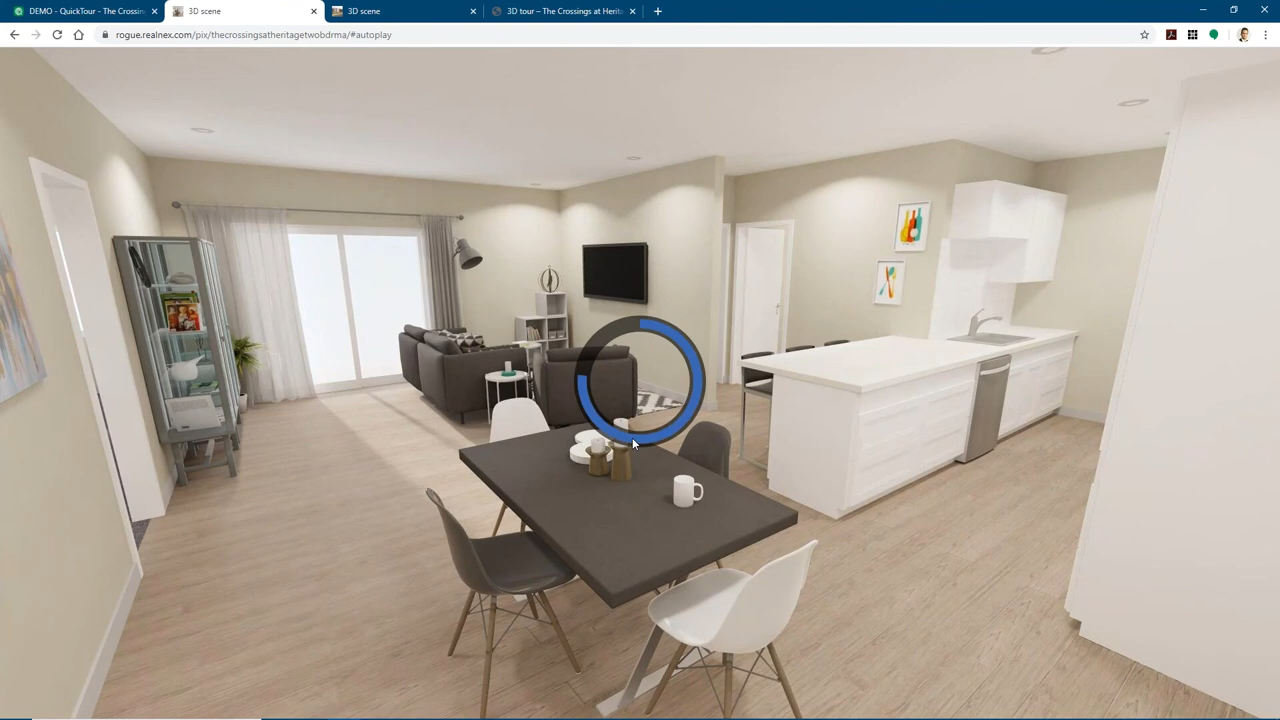 DEMO - QuickTour - The Crossin
3D scene
3D scene
3D tour – The Crossings at Herita
rogue.realnex.com/pix/thecrossingsatheritagetwobdrma/#autoplay